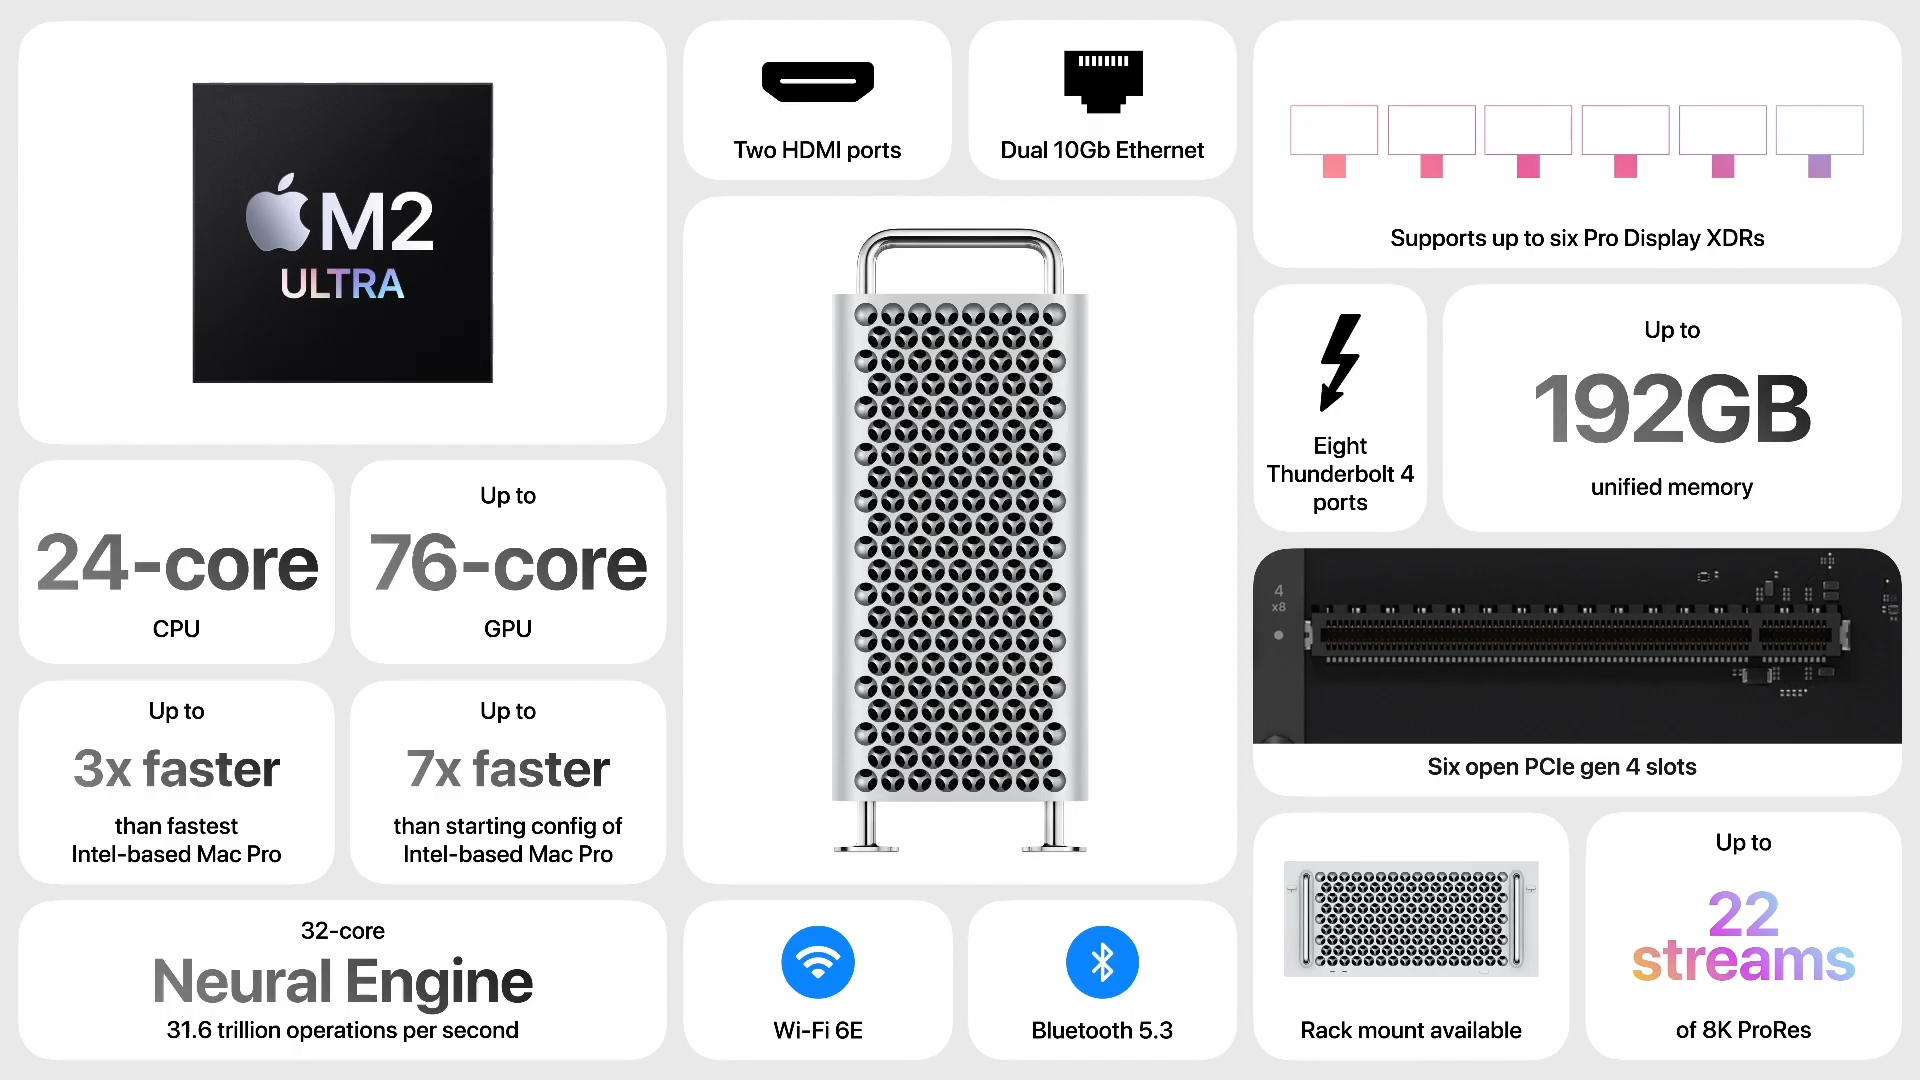 M2
ULTRA
Two HDMI ports
Dual 10Gb Ethernet
Supports up to six Pro Display XDRs
Eight
Thunderbolt 4
ports
Up to
192GB
unified memory
24-core
CPU
Up to
76-core
GPU
4
x8
Six open PCIe gen 4 slots
Up to
3x faster
than fastest
Intel-based Mac Pro
Up to
7x faster
than starting config of
Intel-based Mac Pro
32-core
Neural Engine
31.6 trillion operations per second
Wi-Fi 6E
Bluetooth 5.3
Rack mount available
Up to
22
streams
of 8K ProRes